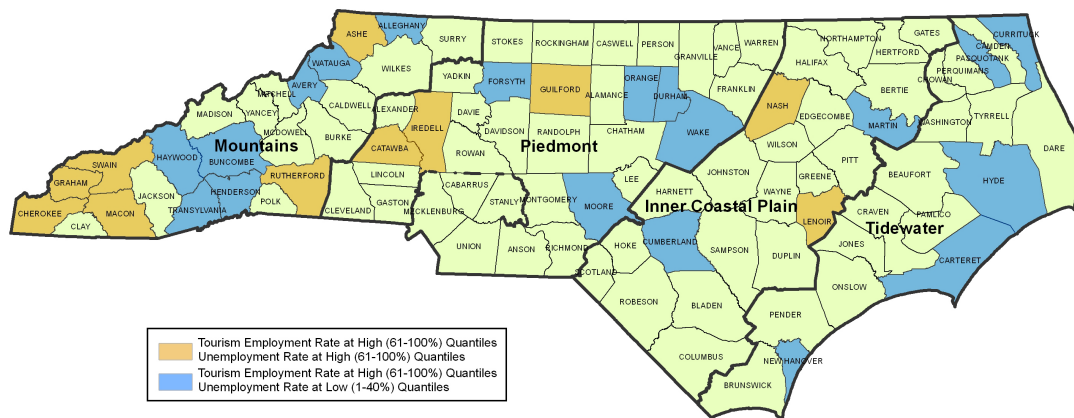 ALLEGHANY
ASHE
SURRY
STOKES
ROCKINGHAM
CASWELL
PERSON
GRANVILLE
VANCE
WARREN
NORTHAMPTON
GATES
CURRITUCK
CAMDEN
PASQUOTANK
PERQUIMANS
CHOWAN
HERTFORD
HALIFAX
WATAUGA
WILKES
YADKIN
FORSYTH
GUILFORD
ALAMANCE
ORANGE
DURHAM
FRANKLIN
NASH
BERTIE
AVERY
MITCHELL
YANCEY
MADISON
CALDWELL
ALEXANDER
IREDELL
DAVIE
DAVIDSON
RANDOLPH
CHATHAM
WAKE
EDGECOMBE
MARTIN
WASHINGTON
TYRRELL
DARE
MCDOWELL
BURKE
CATAWBA
ROWAN
WILSON
PITT
Mountains
Piedmont
HAYWOOD
BUNCOMBE
SWAIN
GRAHAM
RUTHERFORD
LINCOLN
CABARRUS
STANLY
MONTGOMERY
MOORE
LEE
HARNETT
JOHNSTON
WAYNE
GREENE
BEAUFORT
HYDE
CHEROKEE
MACON
JACKSON
TRANSYLVANIA
HENDERSON
POLK
CLEVELAND
GASTON
MECKLENBURG
Inner Coastal Plain
LENOIR
CRAVEN
PAMLICO
Tidewater
CLAY
UNION
ANSON
RICHMOND
HOKE
CUMBERLAND
SAMPSON
DUPLIN
JONES
CARTERET
SCOTLAND
ROBESON
BLADEN
ONSLOW
PENDER
COLUMBUS
NEW HANOVER
BRUNSWICK
Tourism Employment Rate at High (61-100%) Quantiles
Unemployment Rate at High (61-100%) Quantiles
Tourism Employment Rate at High (61-100%) Quantiles
Unemployment Rate at Low (1-40%) Quantiles